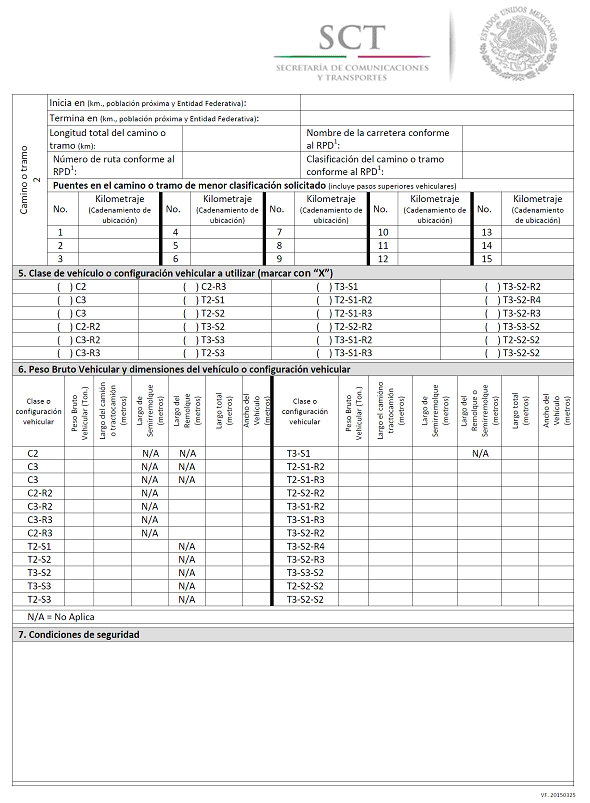 SCT
SECRETARÍA DE COMUNICACIONES
Y TRANSPORTES
ESTADOS UNIDOS MEXICANOS
Camino o tramo
2
Inicia en (km., población próxima y Entidad Federativa):
Termina en (km., población próxima y Entidad Federativa):
Longitud total del camino o tramo (km):
Nombre de la carretera conforme al RPD1:
Número de ruta conforme al RPD1:
Clasificación del camino o tramo conforme al RPD1:
Puentes en el camino o tramo de menor clasificación solicitado (incluye pasos superiores vehiculares)
No. Kilometraje (Cadenamiento de ubicación) No. Kilometraje (Cadenamiento de ubicación) No. Kilometraje (Cadenamiento de ubicación) No. Kilometraje (Cadenamiento de ubicación) No. Kilometraje (Cadenamiento de ubicación)
1 4 7 10 13
2 5 8 11 14
3 6 9 12 15
5. Clase de vehículo o configuración vehicular a utilizar (marcar con “X”)
( ) C2 ( ) C3-R2 ( ) T3-S1 ( ) T3-S2-R2
( ) C3 ( ) T2-S1 ( ) T2-S1-R2 ( ) T3-S2-R4
( ) C3 ( ) T2-S2 ( ) T2-S1-R3 ( ) T3-S2-R3
( ) C2-R2 ( ) T3-S2 ( ) T2-S2-R2 ( ) T3-S3-S2
( ) C3-R2 ( ) T3-S3 ( ) T3-S1-R2 ( ) T2-S2-S2
( ) C3-R3 ( ) T2-S3 ( ) T3-S1-R3 ( ) T3-S2-S2
6. Peso Bruto Vehicular y dimensiones del vehículo o configuración vehicular
Clase o configuración vehicular Peso Bruto Vehicular (Ton.) Largo del camión o tractocamión (metros) Largo de Semirremolque (metros) Largo del Remolque (metros) Largo total (metros) Ancho del Vehículo (metros) Clase o configuración vehicular Peso Bruto Vehicular (Ton.) Largo el camióno tractocamión (metros) Largo de Semirremolque (metros) Largo del Remolque o Semirremolque (metros) Largo total (metros) Ancho del Vehículo (metros)
C2 N/A N/A T3-S1 N/A
C3 N/A N/A T2-S1-R2
C3 N/A N/A T2-S1-R3
C2-R2 N/A T2-S2-R2
C3-R2 N/A T3-S1-R2
C3-R3 N/A T3-S1-R3
C2-R3 N/A T3-S2-R2
T2-S1 N/A T3-S2-R4
T2-S2 N/A T3-S2-R3
T3-S2 N/A T3-S3-S2
T3-S3 N/A T2-S2-S2
T2-S3 N/A T3-S2-S2
N/A = No Aplica
7. Condiciones de seguridad
VF. 20150325